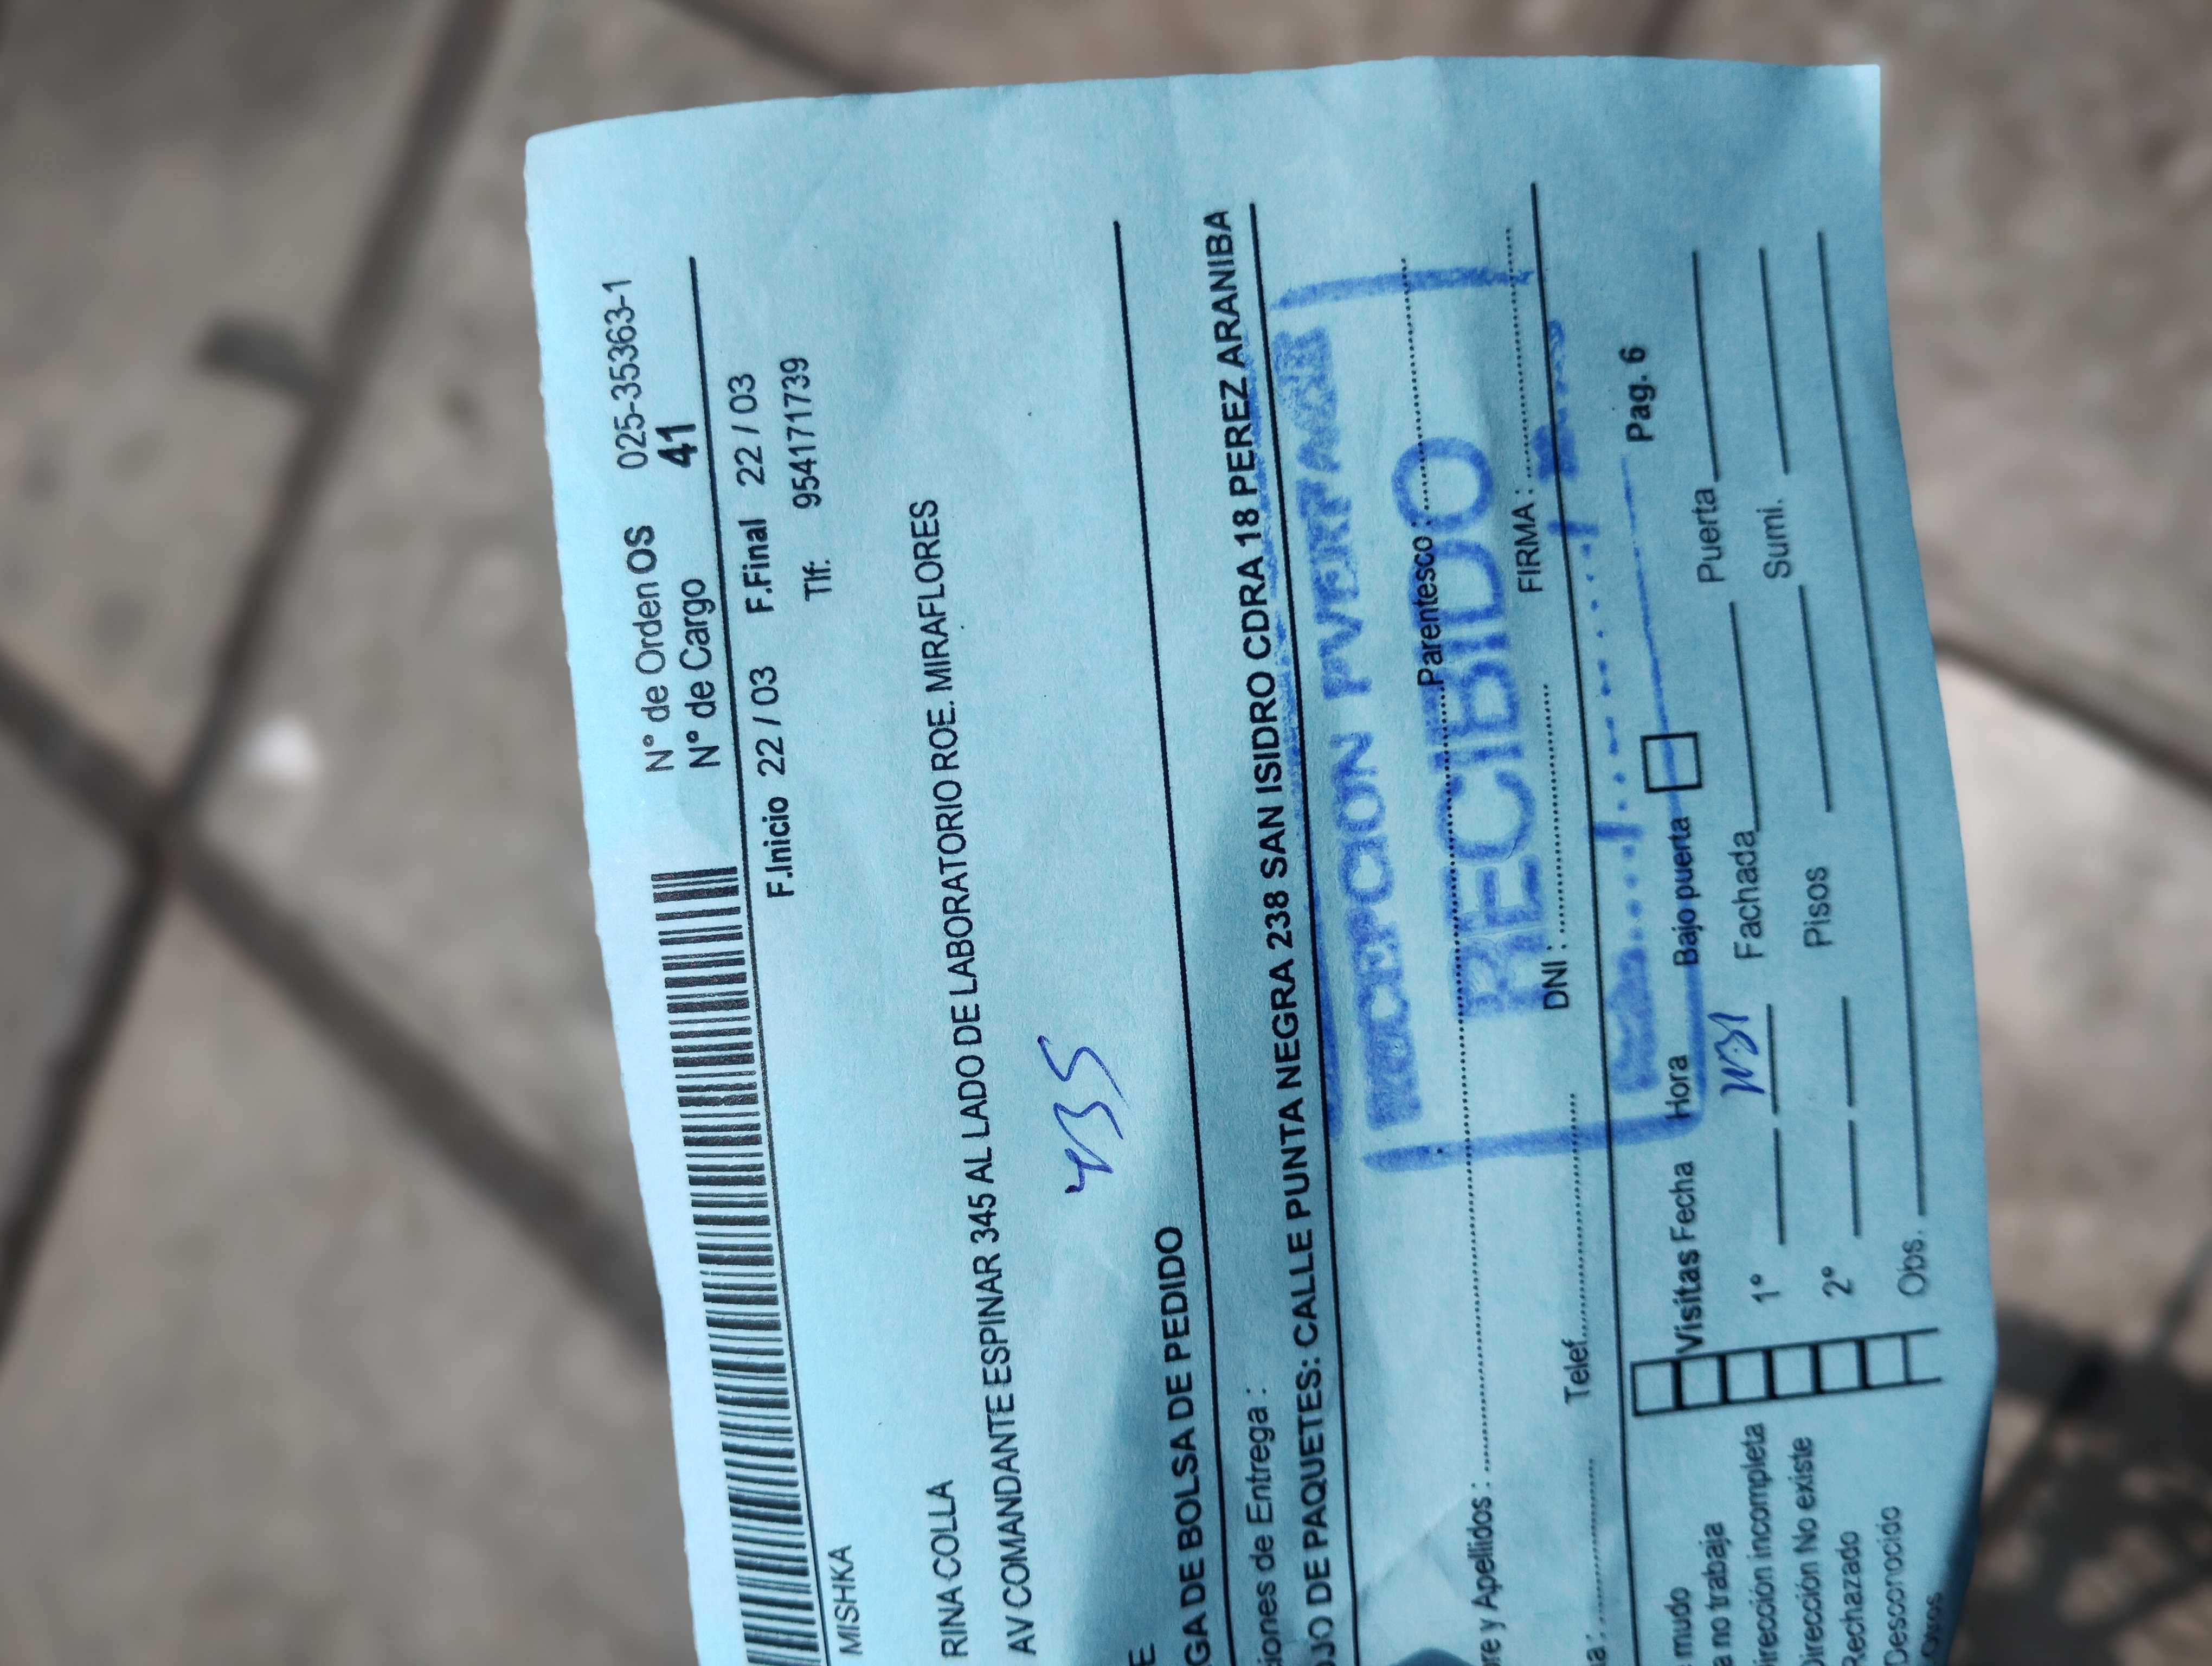 N° de Orden OS 025-35363-1
N° de Cargo 41
F.Inicio 22 / 03 F.Final 22 / 03
MISHKA Tlf. 954171739
RINA COLLA
AV COMANDANTE ESPINAR 345 AL LADO DE LABORATORIO ROE. MIRAFLORES
E
GA DE BOLSA DE PEDIDO
iones de Entrega :
JO DE PAQUETES: CALLE PUNTA NEGRA 238 SAN ISIDRO CDRA 18 PEREZ ARANIBA
RECEPCION
re y Apellidos : Parentesco :
RECIBIDO
a : Telef. DNI : FIRMA :
Pag. 6
mudo Visitas Fecha Hora Bajo puerta
a no trabaja 1° Fachada Puerta
irección incompleta
Dirección No existe 2° Pisos Sumi.
Rechazado
Desconocido Obs.
Otros